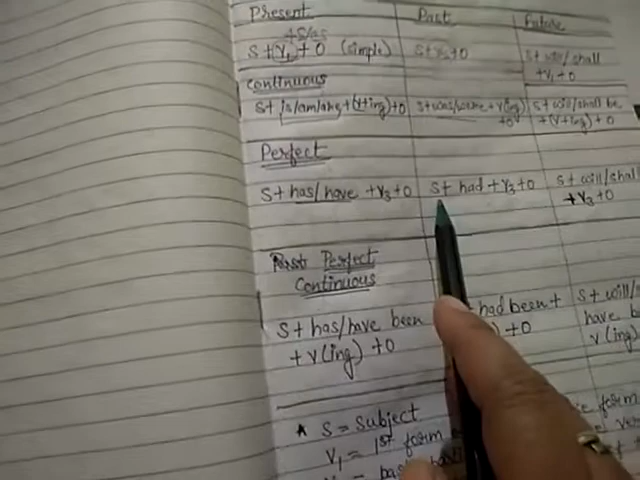 Present Past Future
+s/es
S+(V1)+O (simple) S+V2+O S+will/shall
+V1+O
Continuous
S+ is/am/are+(V+ing)+O S+was/were+V(ing) S+will/shall be
+O +(V+ing)+O
Perfect
S+has/have+V3+O S+had+V3+O S+will/shall
+V3+O
Perfect
Continuous
S+has/have been had been+ S+will/
+V(ing)+O +O have
V(ing)
S=Subject
V1=1st form form